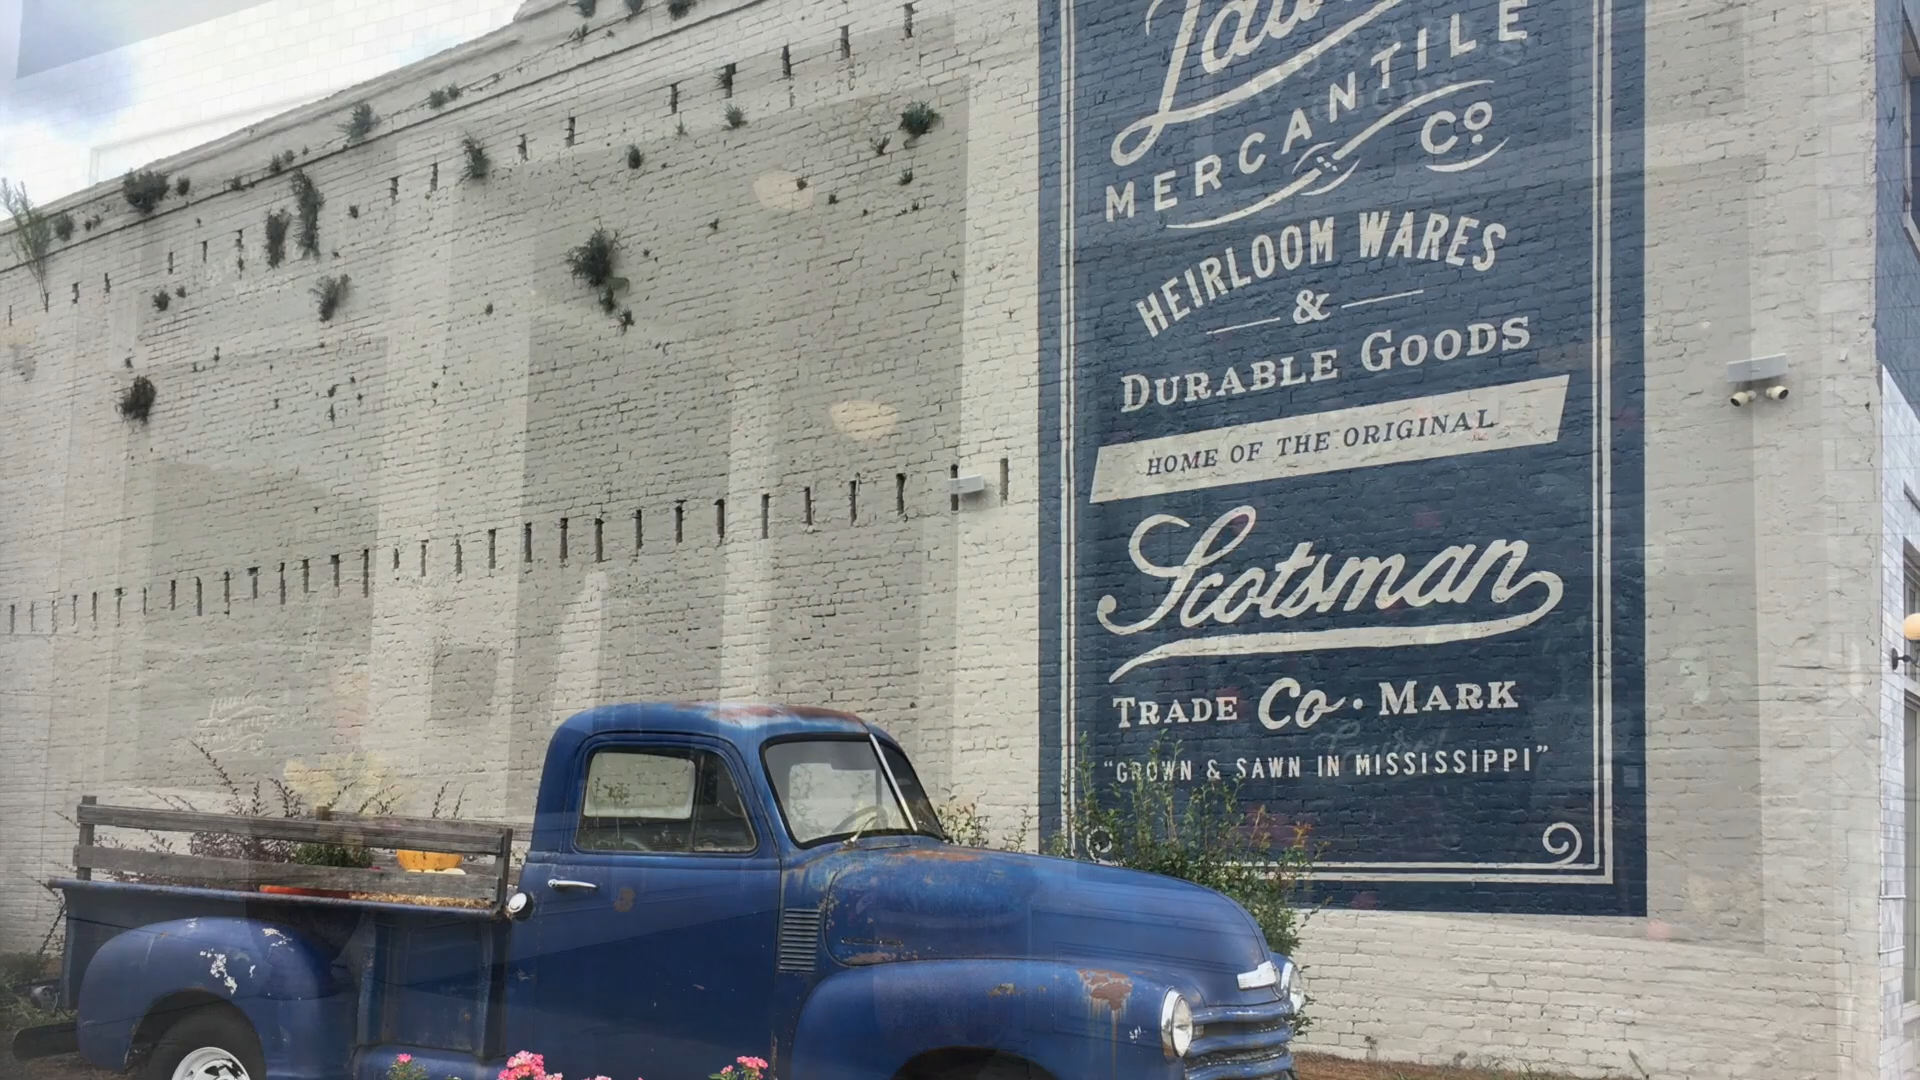 MERCANTILE
Co
HEIRLOOM WARES
&
DURABLE GOODS
HOME OF THE ORIGINAL
Scotsman
TRADE Co. MARK
"GROWN & SAWN IN MISSISSIPPI"